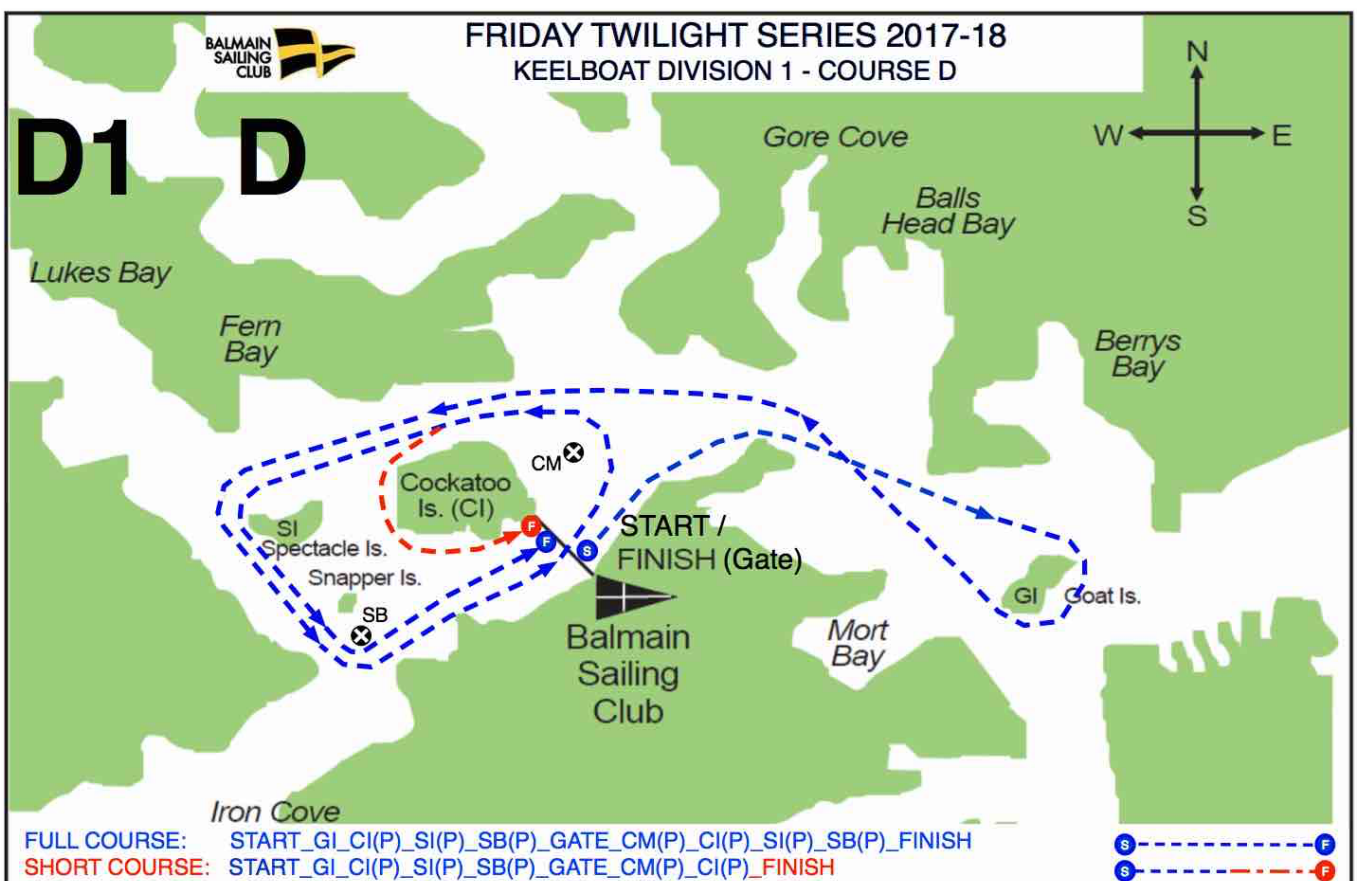 BALMAIN
SAILING
CLUB
FRIDAY TWILIGHT SERIES 2017-18
KEELBOAT DIVISION 1 - COURSE D
D1 D
N
W E
S
Gore Cove
Balls
Head Bay
Lukes Bay
Fern
Bay
Berrys
Bay
CM
Cockatoo
Is. (CI)
SI
Spectacle Is.
Snapper Is.
SB
F
F
S
START /
FINISH (Gate)
GI
Goat Is.
Balmain
Sailing
Club
Mort
Bay
Iron Cove
FULL COURSE: START_GI_CI(P)_SI(P)_SB(P)_GATE_CM(P)_CI(P)_SI(P)_SB(P)_FINISH
S F
SHORT COURSE: START_GI_CI(P)_SI(P)_SB(P)_GATE_CM(P)_CI(P)_FINISH
S F